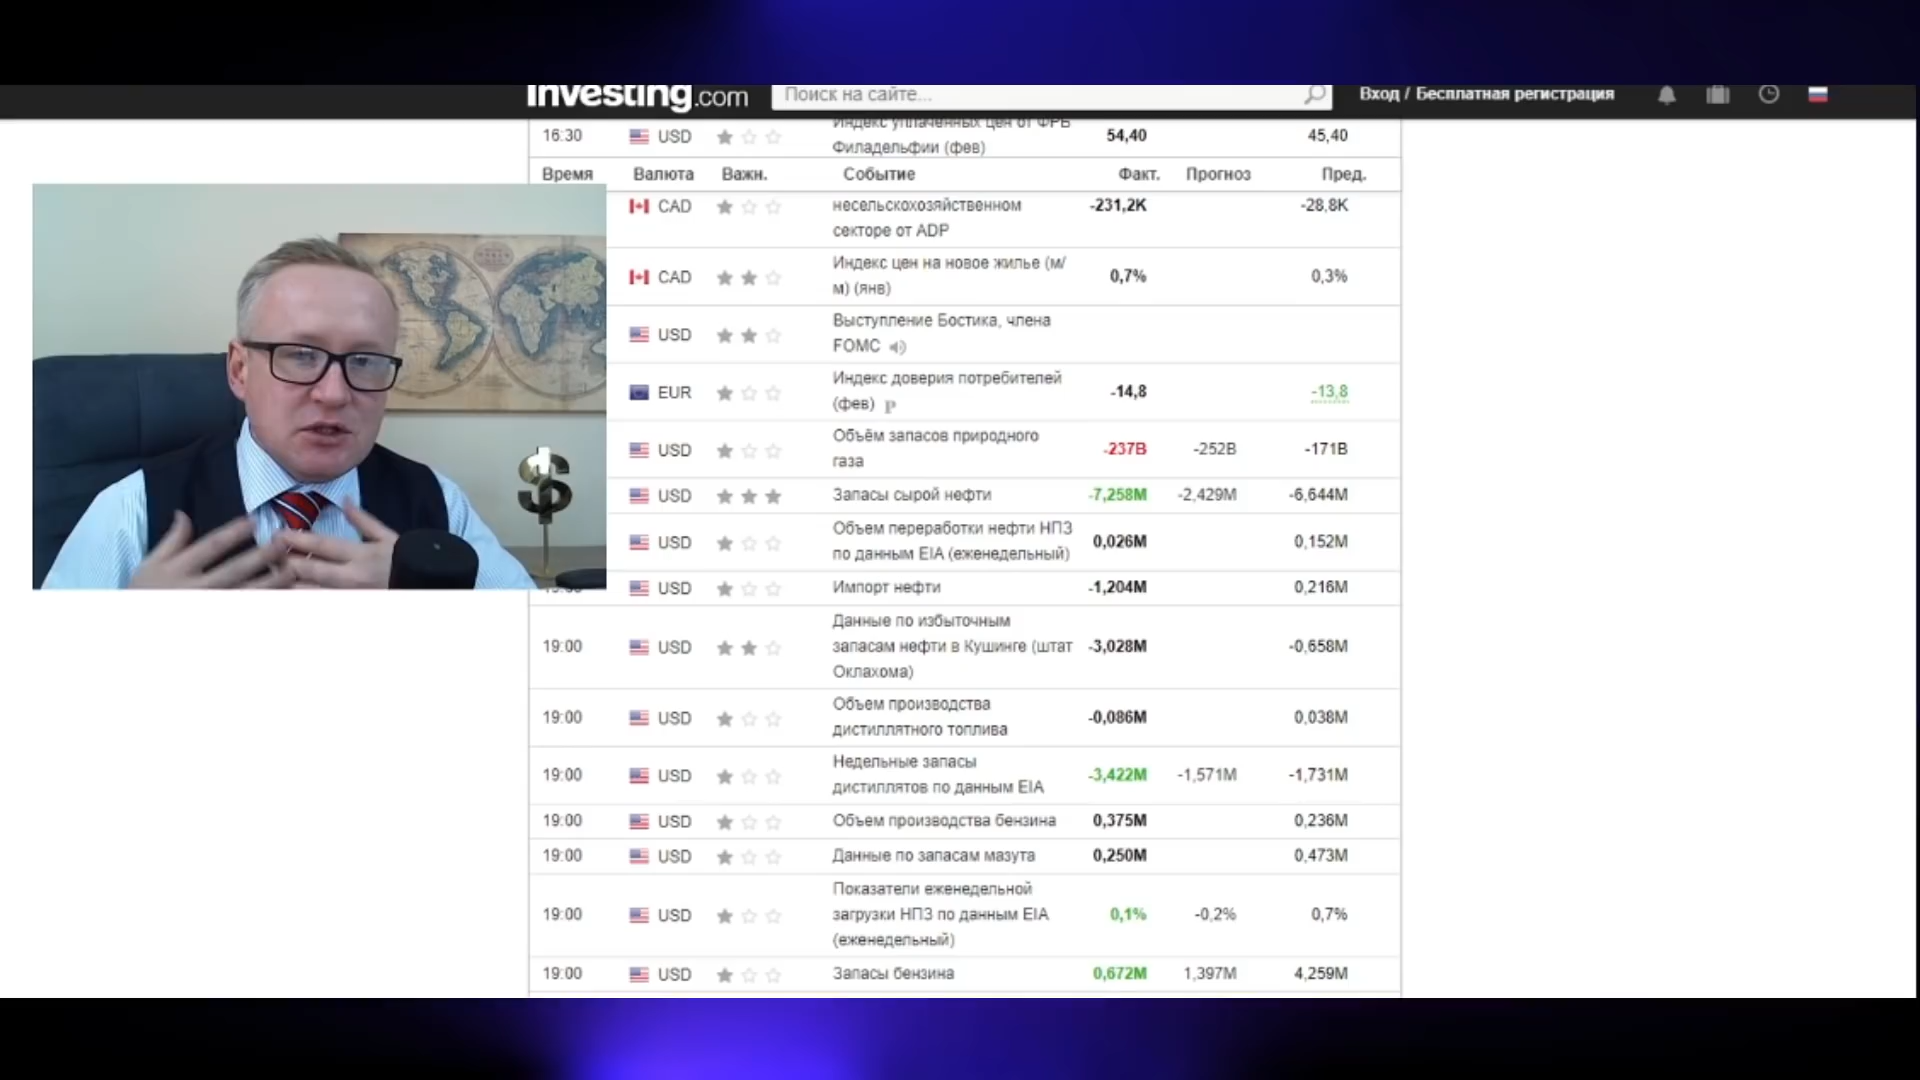 Investing.com Поиск на сайте... Вход / Бесплатная регистрация
16:30 USD Индекс уплаченных цен от ФРБ 54,40 45,40
Филадельфии (фев)
Время Валюта Важн. Событие Факт. Прогноз Пред.
CAD несельскохозяйственном -231,2K -28,8K
секторе от ADP
CAD Индекс цен на новое жилье (м/ 0,7% 0,3%
м) (янв)
USD Выступление Бостика, члена
FOMC
EUR Индекс доверия потребителей -14,8 -13,8
(фев) P
USD Объём запасов природного -237B -252B -171B
газа
USD Запасы сырой нефти -7,258M -2,429M -6,644M
USD Объем переработки нефти НПЗ 0,026M 0,152M
по данным EIA (еженедельный)
USD Импорт нефти -1,204M 0,216M
Данные по избыточным
19:00 USD запасам нефти в Кушинге (штат -3,028M -0,658M
Оклахома)
19:00 USD Объем производства -0,086M 0,038M
дистиллятного топлива
19:00 USD Недельные запасы -3,422M -1,571M -1,731M
дистиллятов по данным EIA
19:00 USD Объем производства бензина 0,375M 0,236M
19:00 USD Данные по запасам мазута 0,250M 0,473M
Показатели еженедельной
19:00 USD загрузки НПЗ по данным EIA 0,1% -0,2% 0,7%
(еженедельный)
19:00 USD Запасы бензина 0,672M 1,397M 4,259M